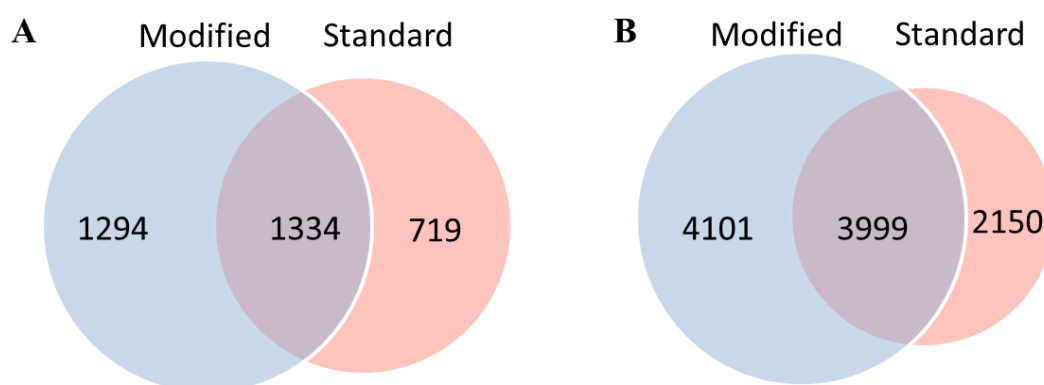 A
Modified Standard
1294 1334 719
B
Modified Standard
4101 3999 2150